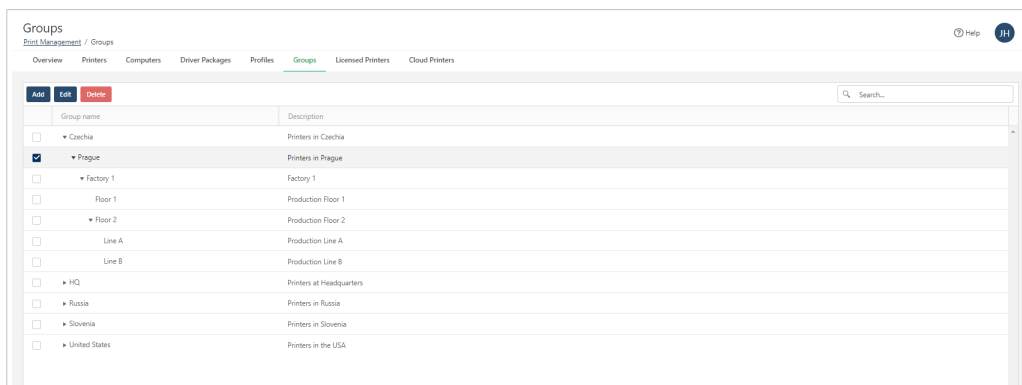 Groups
Print Management / Groups
Help
JH
Overview Printers Computers Driver Packages Profiles Groups Licensed Printers Cloud Printers
Add Edit Delete
Search...
Group name Description
Czechia Printers in Czechia
Prague Printers in Prague
Factory 1 Factory 1
Floor 1 Production Floor 1
Floor 2 Production Floor 2
Line A Production Line A
Line B Production Line B
HQ Printers at Headquarters
Russia Printers in Russia
Slovenia Printers in Slovenia
United States Printers in the USA